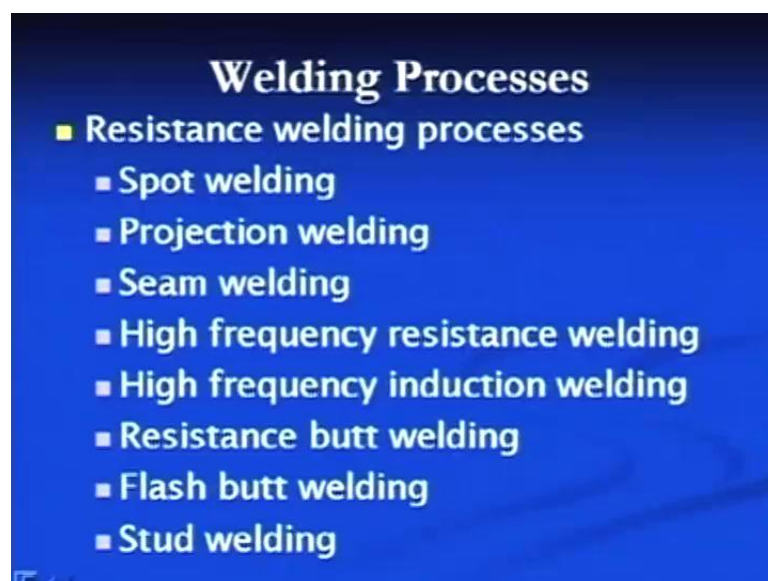 Welding Processes
Resistance welding processes
Spot welding
Projection welding
Seam welding
High frequency resistance welding
High frequency induction welding
Resistance butt welding
Flash butt welding
Stud welding